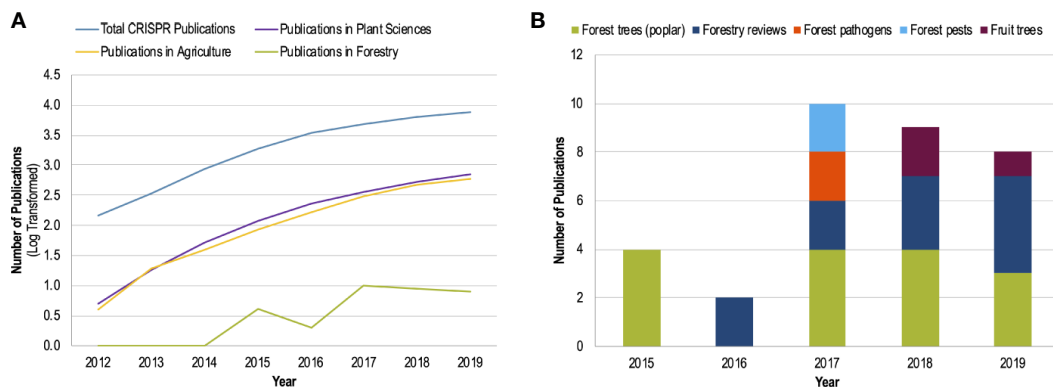 A
Total CRISPR Publications
Publications in Plant Sciences
Publications in Agriculture
Publications in Forestry
Number of Publications
(Log Transformed)
4.5
4.0
3.5
3.0
2.5
2.0
1.5
1.0
0.5
0.0
2012 2013 2014 2015 2016 2017 2018 2019
Year
B
Forest trees (poplar) Forestry reviews Forest pathogens Forest pests Fruit trees
Number of Publications
12
10
8
6
4
2
0
2015 2016 2017 2018 2019
Year